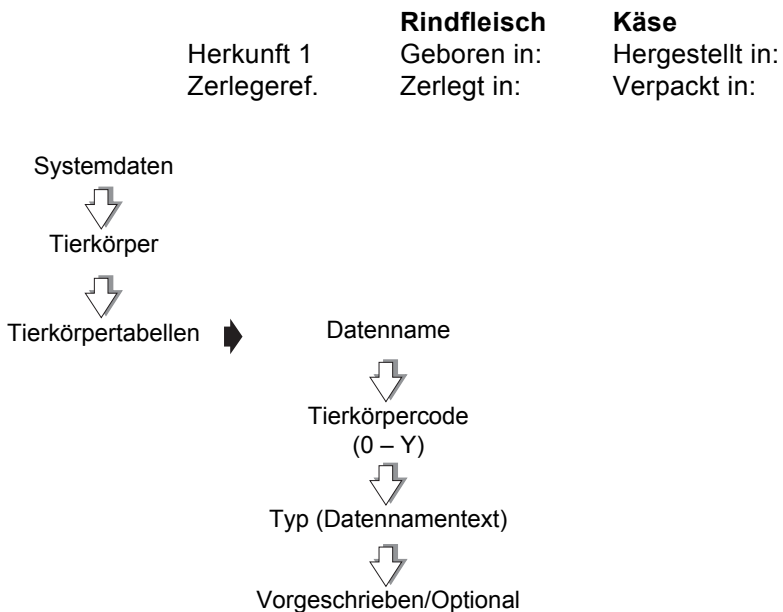 Rindfleisch Käse
Herkunft 1 Geboren in: Hergestellt in:
Zerlegeref. Zerlegt in: Verpackt in:
Systemdaten
Tierkörper
Tierkörpertabellen
Datenname
Tierkörpercode
(0 – Y)
Typ (Datennamentext)
Vorgeschrieben/Optional